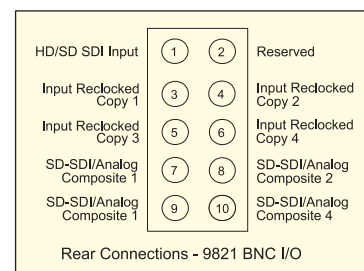 HD/SD SDI Input 1 2 Reserved
Input Reclocked Copy 1 3 4 Input Reclocked Copy 2
Input Reclocked Copy 3 5 6 Input Reclocked Copy 4
SD-SDI/Analog Composite 1 7 8 SD-SDI/Analog Composite 2
SD-SDI/Analog Composite 1 9 10 SD-SDI/Analog Composite 4
Rear Connections - 9821 BNC I/O